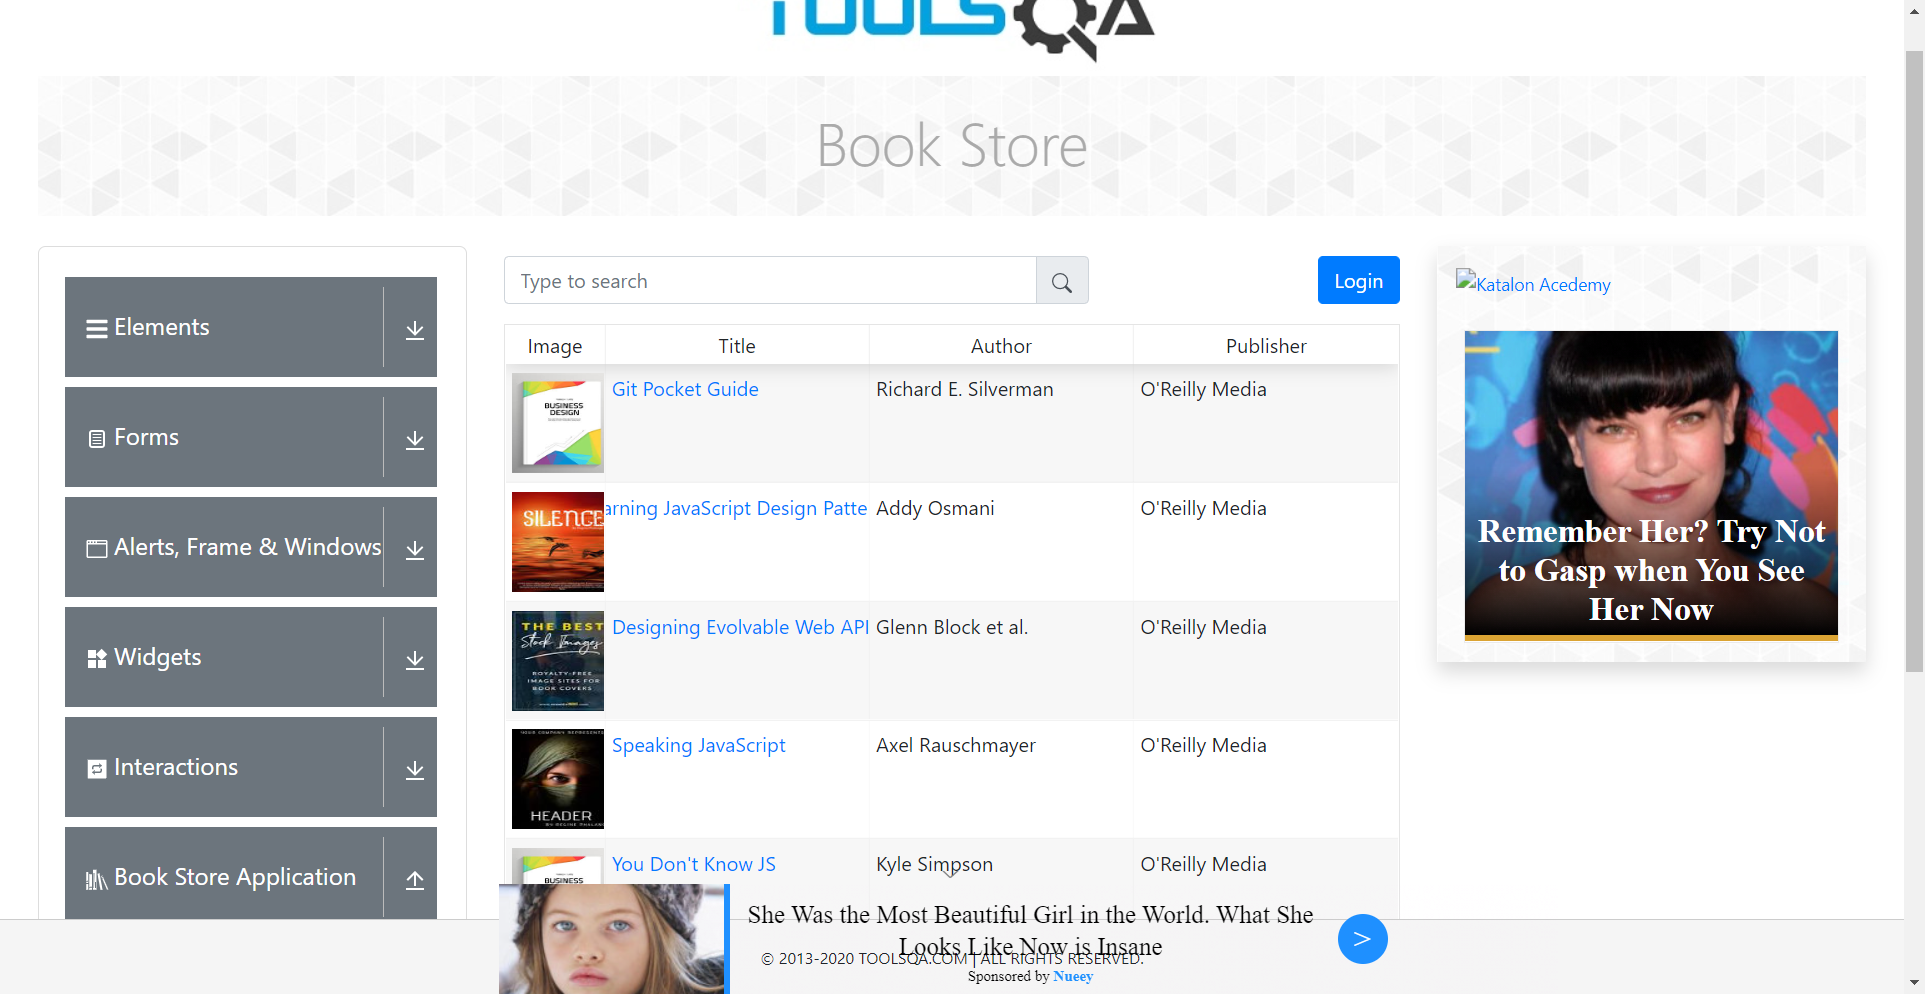 TOOLSQA
Book Store
Elements
Forms
Alerts, Frame & Windows
Widgets
Interactions
Book Store Application
Type to search
Login
Image Title Author Publisher
BUSINESS
DESIGN
Git Pocket Guide Richard E. Silverman O'Reilly Media
SILENCE
arning JavaScript Design Patte Addy Osmani O'Reilly Media
THE BEST
Stock Images
ROYALTY-FREE
IMAGE SITES FOR
BOOK COVERS
Designing Evolvable Web API Glenn Block et al. O'Reilly Media
Speaking JavaScript Axel Rauschmayer O'Reilly Media
HEADER
BUSINESS
You Don't Know JS Kyle Simpson O'Reilly Media
Katalon Acedemy
Remember Her? Try Not
to Gasp when You See
Her Now
She Was the Most Beautiful Girl in the World. What She
Looks Like Now is Insane
>
© 2013-2020 TOOLSQA.COM | ALL RIGHTS RESERVED.
Sponsored by Nueey